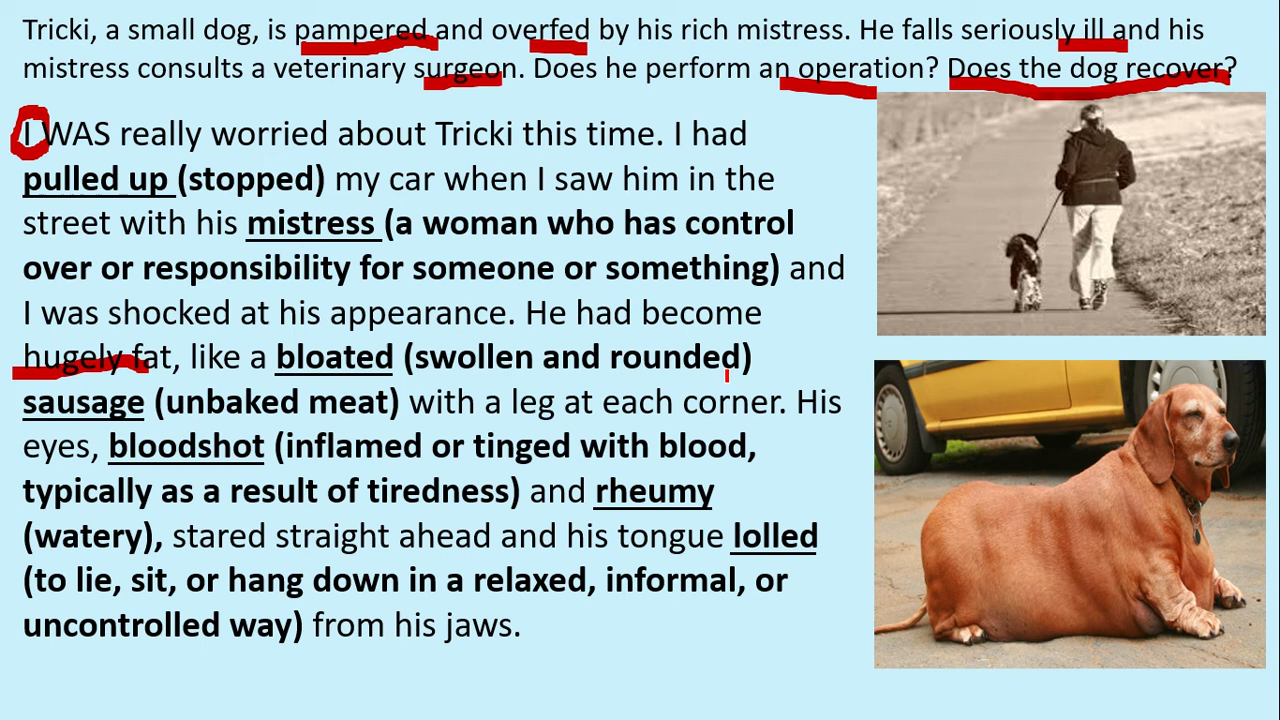 Tricki, a small dog, is pampered and overfed by his rich mistress. He falls seriously ill and his
mistress consults a veterinary surgeon. Does he perform an operation? Does the dog recover?
I WAS really worried about Tricki this time. I had
pulled up (stopped) my car when I saw him in the
street with his mistress (a woman who has control
over or responsibility for someone or something) and
I was shocked at his appearance. He had become
hugely fat, like a bloated (swollen and rounded)
sausage (unbaked meat) with a leg at each corner. His
eyes, bloodshot (inflamed or tinged with blood,
typically as a result of tiredness) and rheumy
(watery), stared straight ahead and his tongue lolled
(to lie, sit, or hang down in a relaxed, informal, or
uncontrolled way) from his jaws.